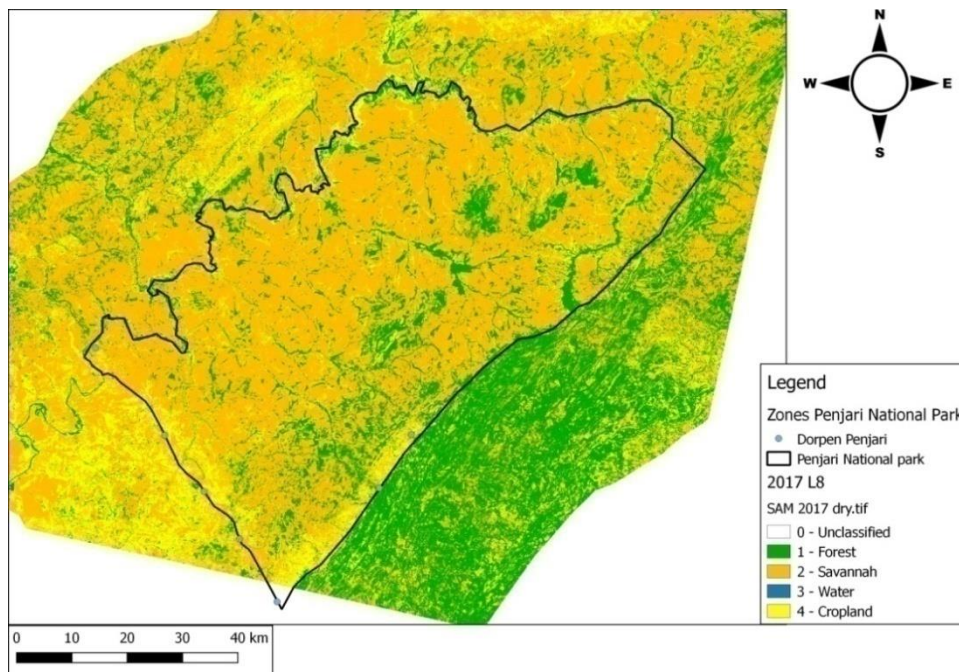 N
W E
S
Legend
Zones Penjari National Park
Dorpen Penjari
Penjari National park
2017 L8
SAM 2017 dry.tif
0 - Unclassified
1 - Forest
2 - Savannah
3 - Water
4 - Cropland
0 10 20 30 40 km